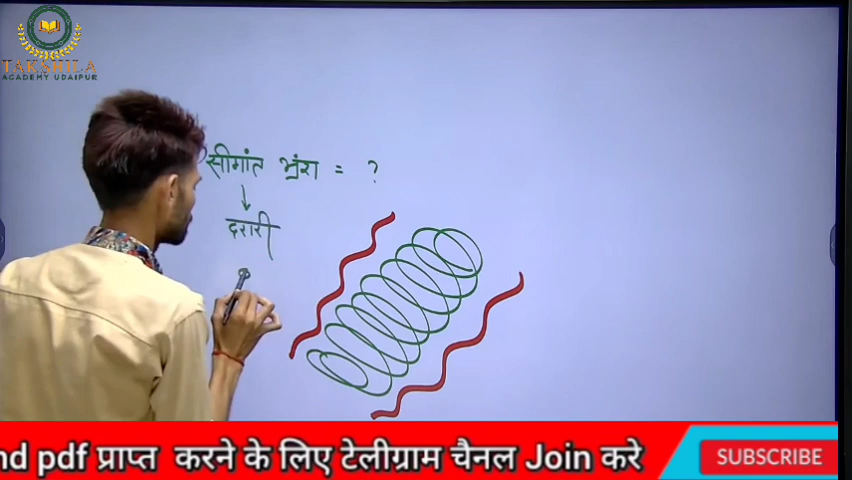 TAKSHILA
ACADEMY UDAIPUR
सीमांत भ्रंश = ?
दरारी
nd pdf प्राप्त करने के लिए टेलीग्राम चैनल Join करे
SUBSCRIBE